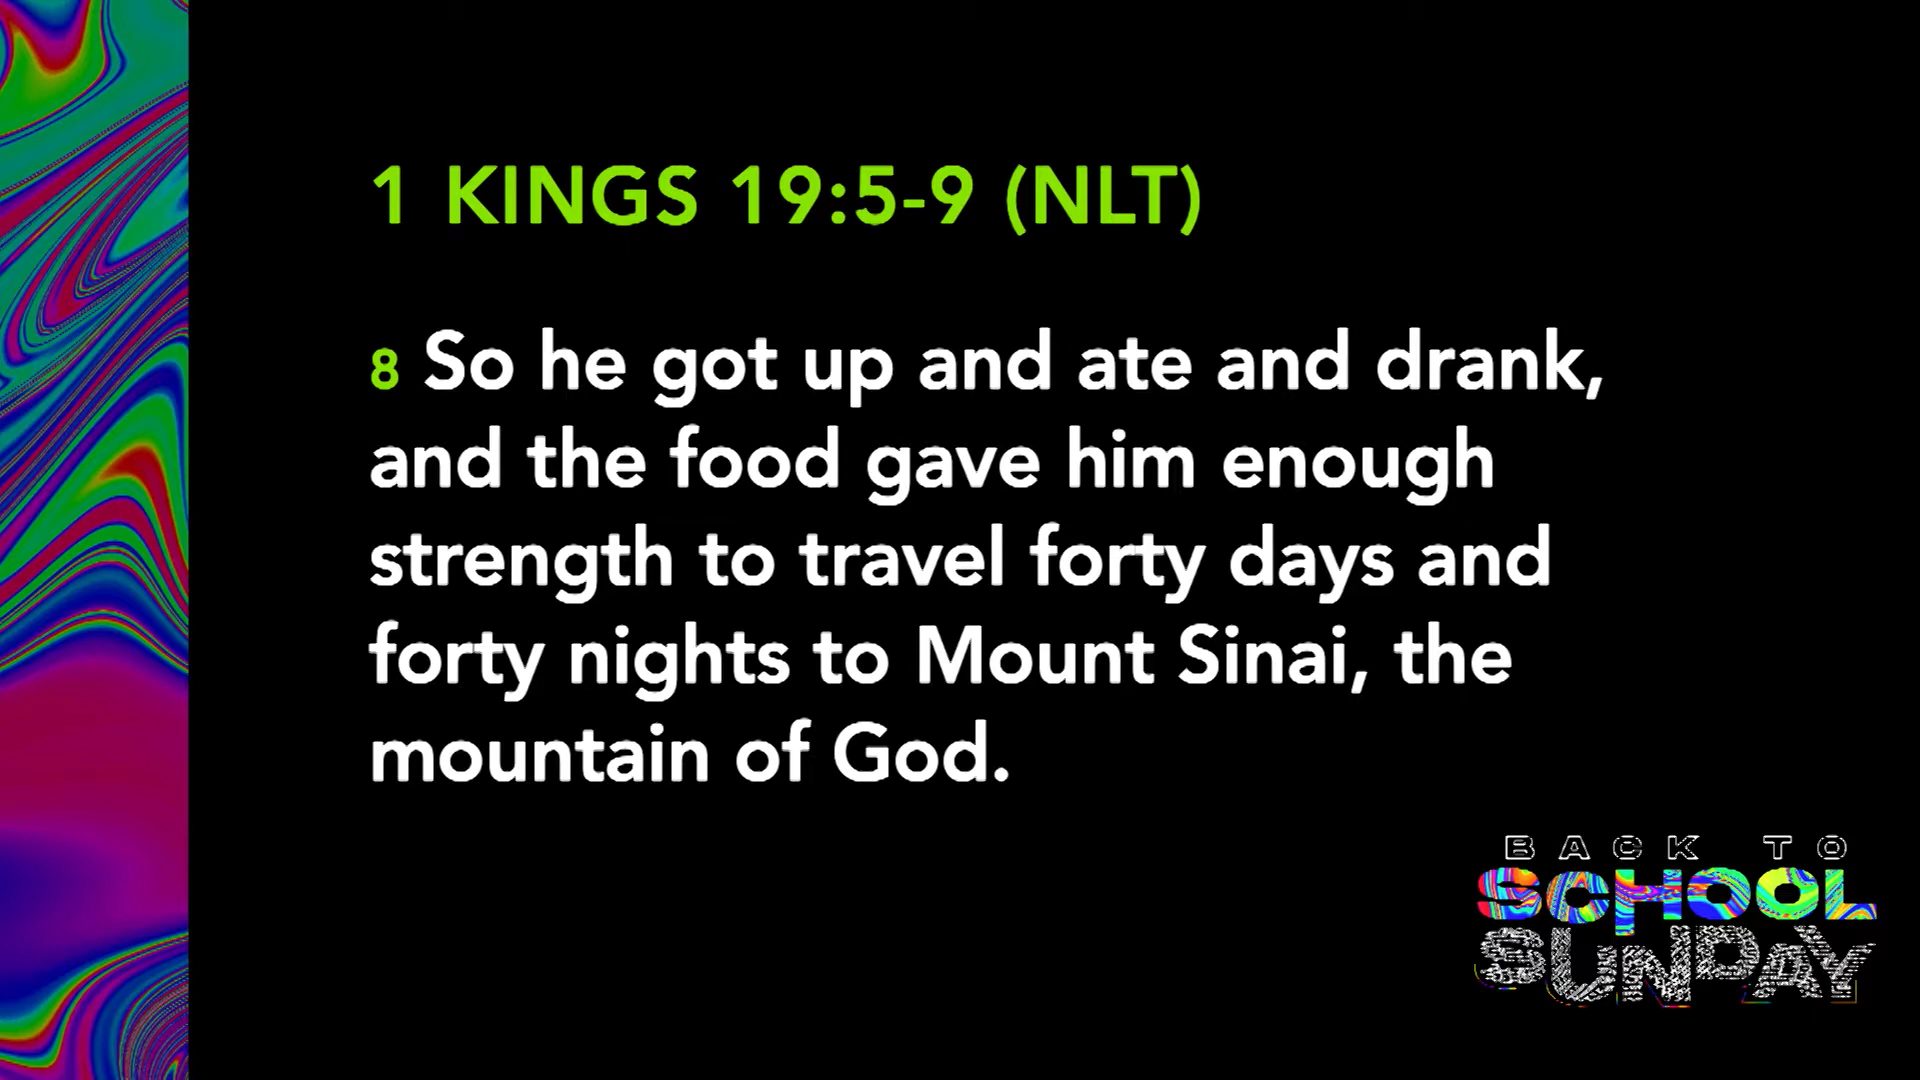 1 KINGS 19:5-9 (NLT)
8 So he got up and ate and drank,
and the food gave him enough
strength to travel forty days and
forty nights to Mount Sinai, the
mountain of God.
BACK TO
SCHOOL
SUNDAY